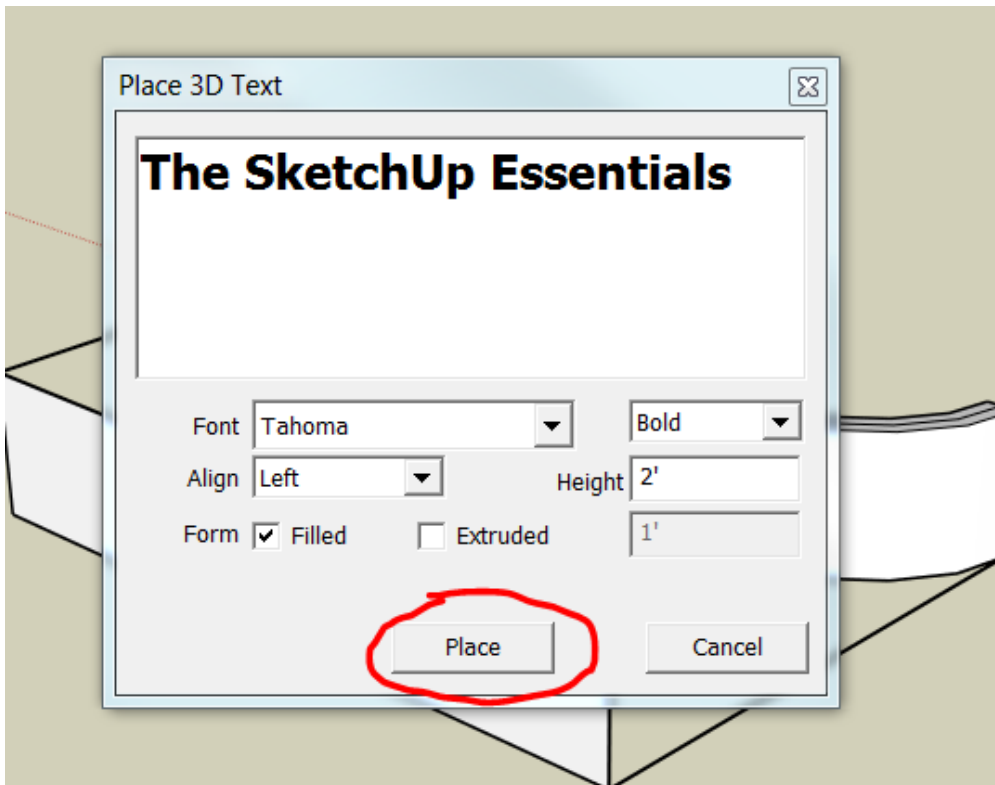 Place 3D Text
The SketchUp Essentials
Font Tahoma Bold
Align Left Height 2'
Form Filled Extruded 1'
Place Cancel